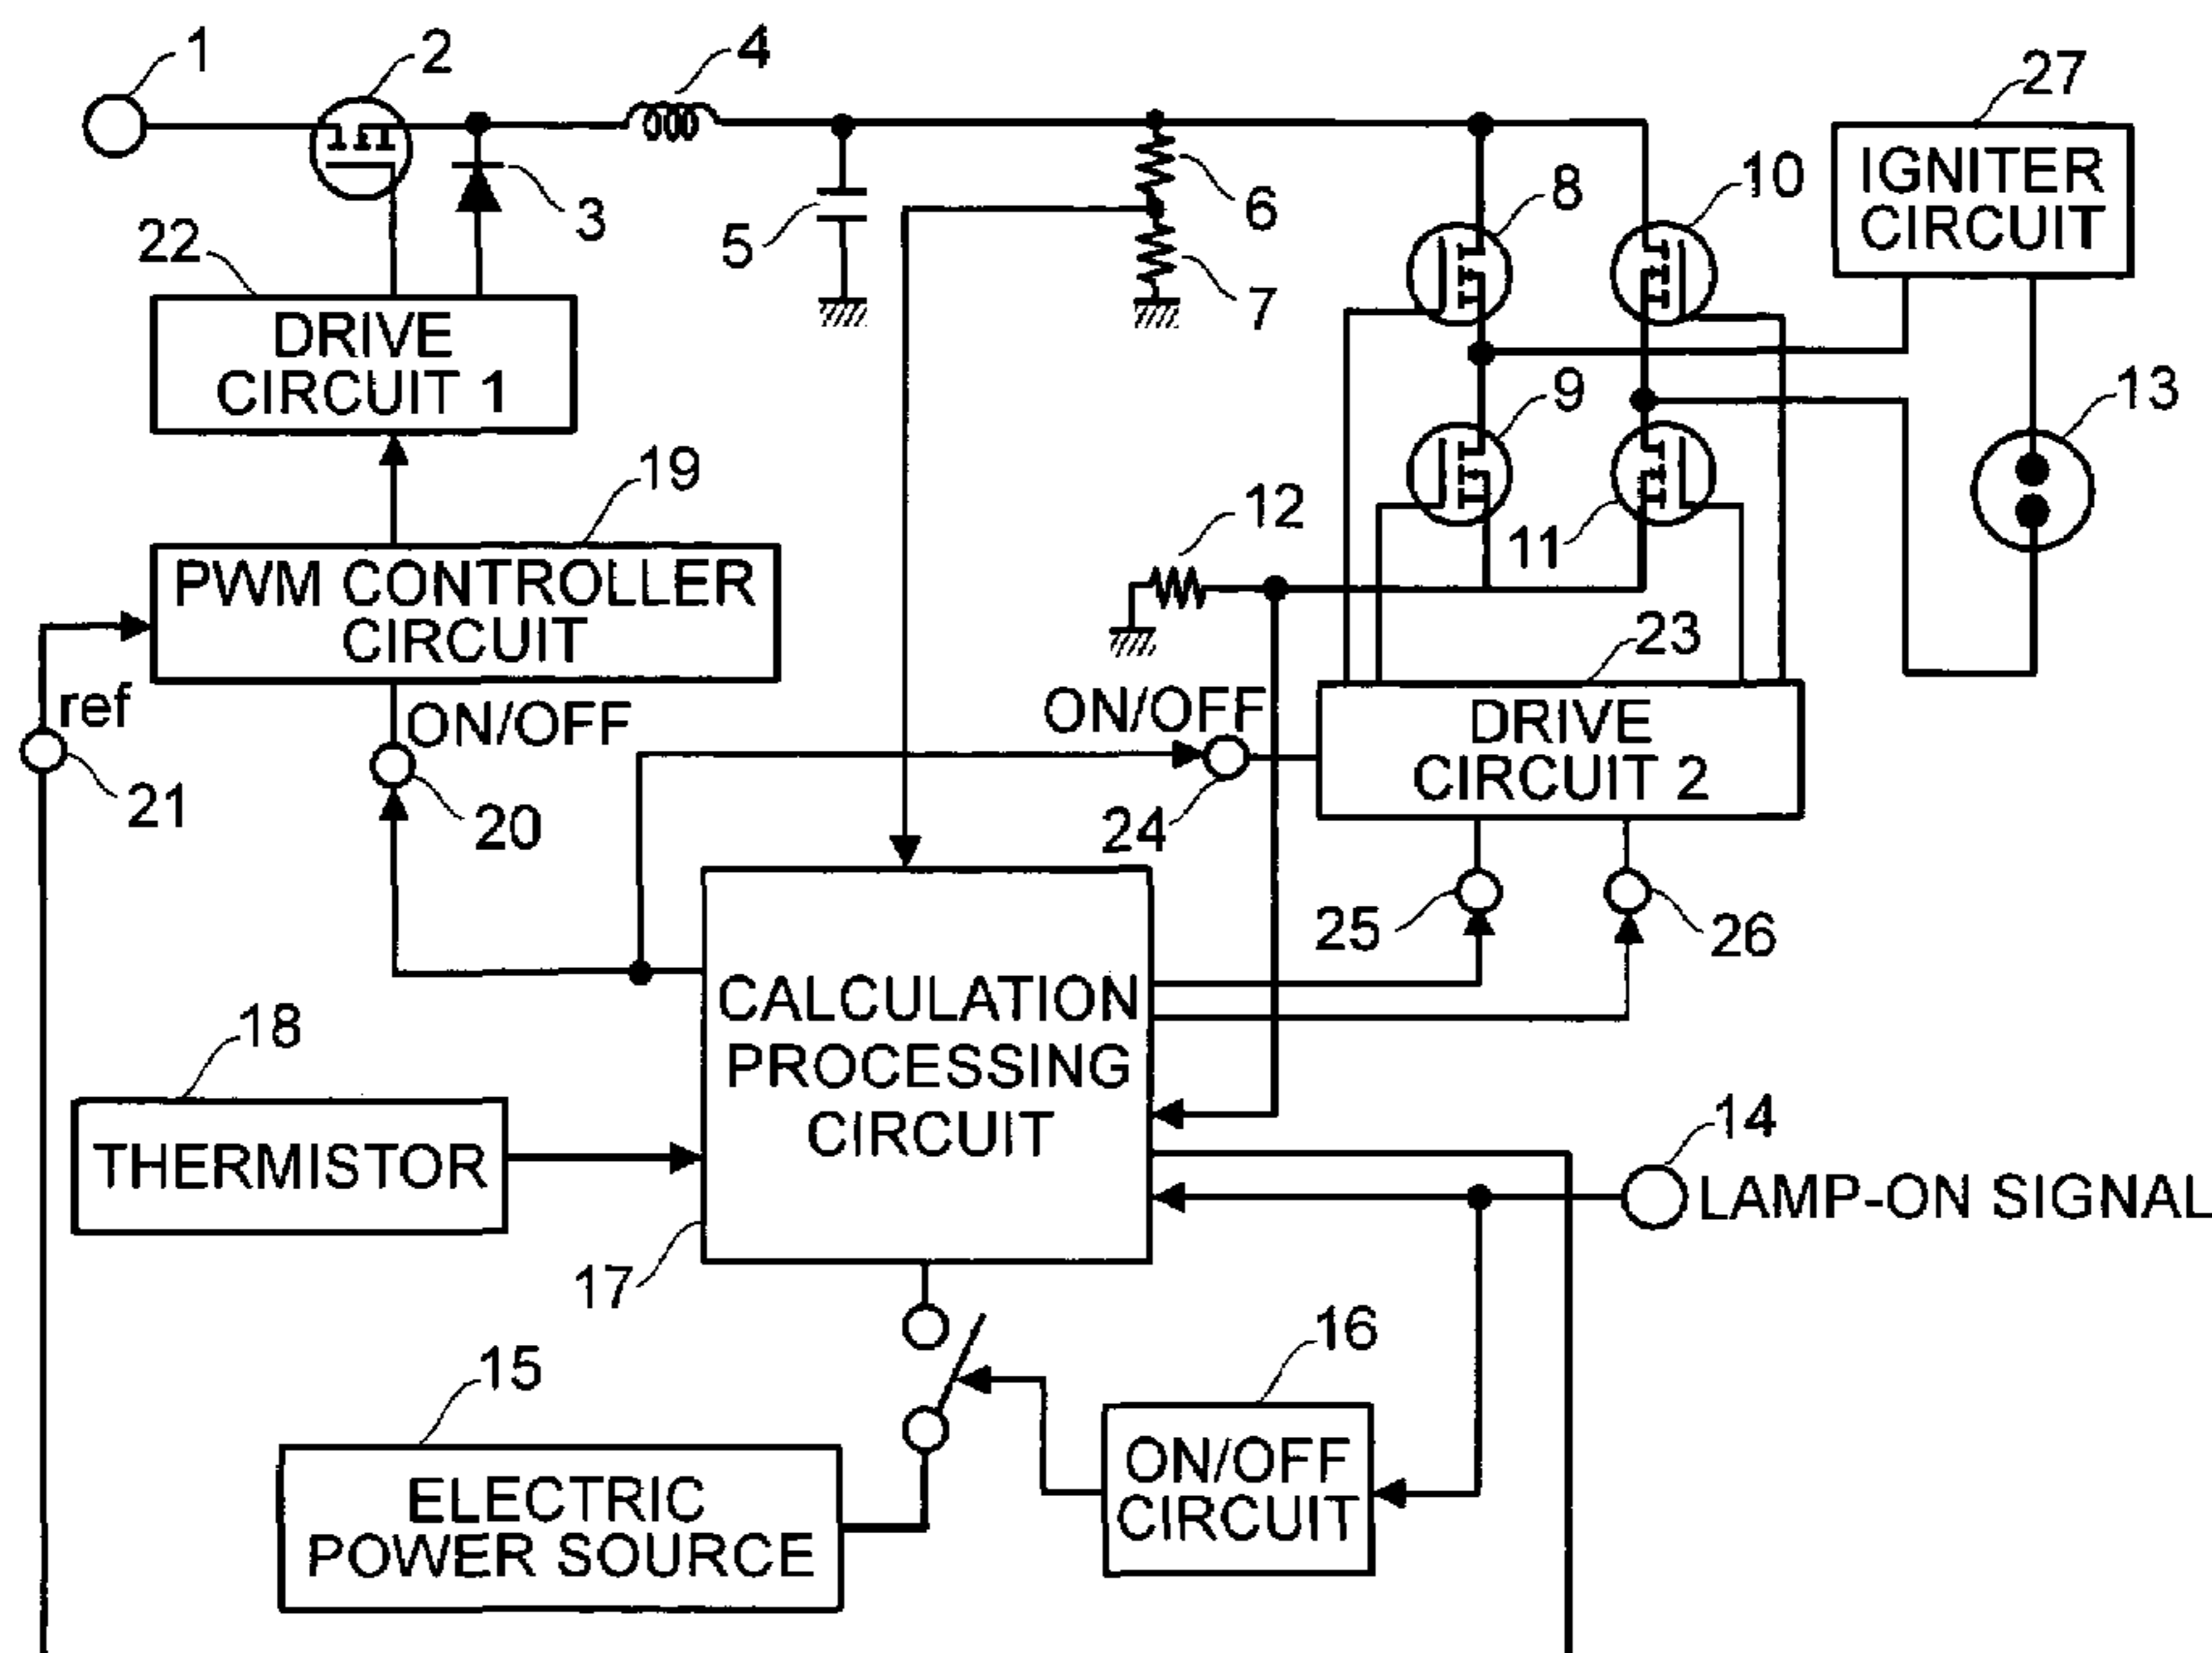 1
2
4
27
IGNITER
CIRCUIT
10
8
6
5
3
7
22
DRIVE
CIRCUIT 1
9
13
19
12
11
PWM CONTROLLER
CIRCUIT
23
ref
ON/OFF
ON/OFF
DRIVE
CIRCUIT 2
21
20
24
25
26
CALCULATION
PROCESSING
CIRCUIT
18
THERMISTOR
14
LAMP-ON SIGNAL
17
16
15
ON/OFF
CIRCUIT
ELECTRIC
POWER SOURCE